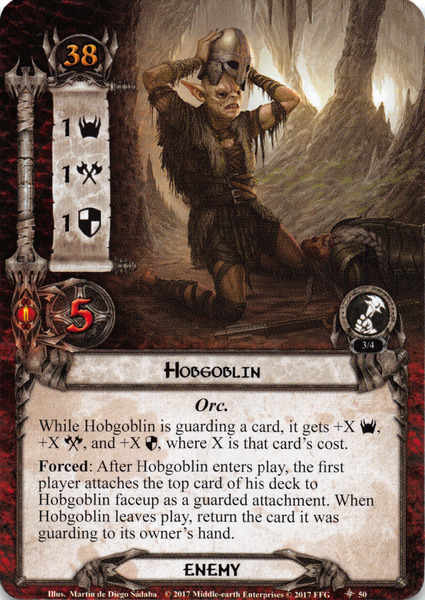 38
1
1
1
5
3/4
Hobgoblin
Orc.
While Hobgoblin is guarding a card, it gets +X ,
+X , and +X , where X is that card's cost.
Forced: After Hobgoblin enters play, the first
player attaches the top card of his deck to
Hobgoblin faceup as a guarded attachment. When
Hobgoblin leaves play, return the card it was
guarding to its owner's hand.
ENEMY
Illus. Martin de Diego Sádaba © 2017 Middle-earth Enterprises © 2017 FFG 50